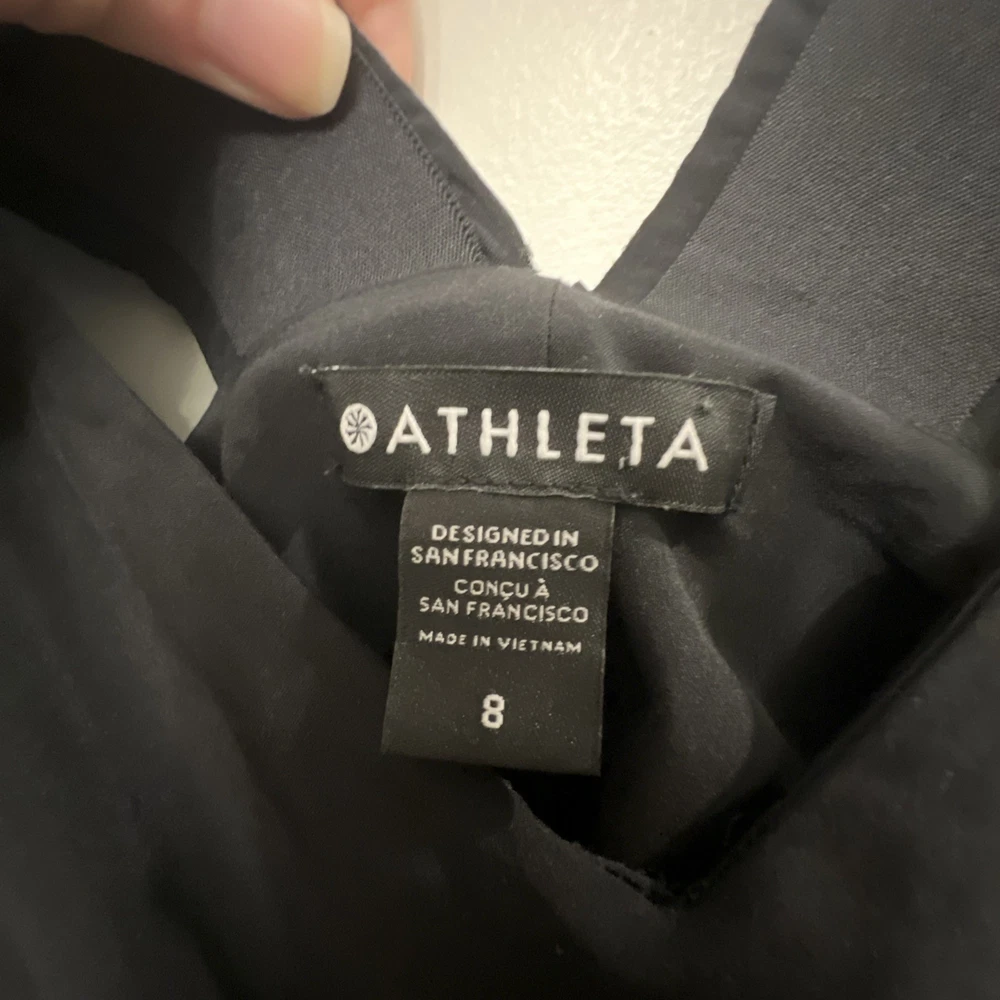 ATHLETA
DESIGNED IN
SAN FRANCISCO
CONÇU À
SAN FRANCISCO
MADE IN VIETNAM
8